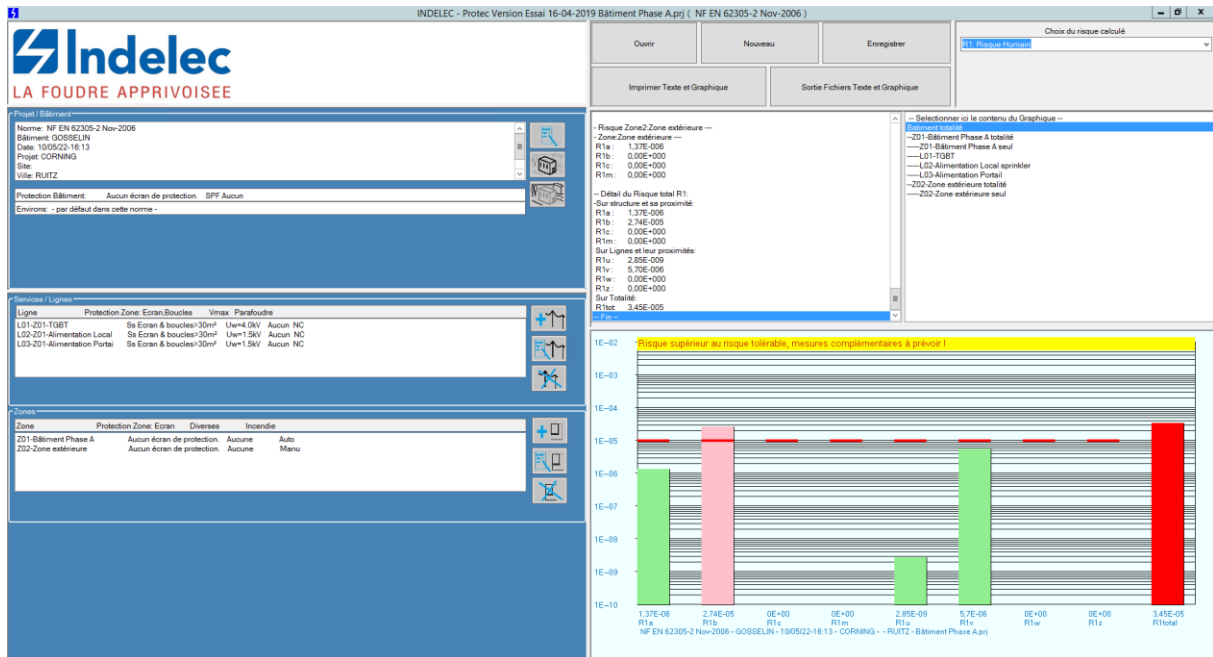 INDELEC - Protec Version Essai 16-04-2019 Bâtiment Phase A.prj ( NF EN 62305-2 Nov-2006 )
Indelec
LA FOUDRE APPRIVOISEE
Ouvrir
Nouveau
Enregistrer
Choix du risque calculé
R1: Risque Humain
Imprimer Texte et Graphique
Sortie Fichiers Texte et Graphique
Projet / Bâtiment
Norme: NF EN 62305-2 Nov-2006
Bâtiment: GOSSELIN
Date: 10/05/22-16:13
Projet: CORNING
Site:
Ville: RUITZ
Protection Bâtiment: Aucun écran de protection. SPF Aucun
Environs: - par défaut dans cette norme -
Services / Lignes
Ligne Protection Zone: Ecran,Boucles Vmax Parafoudre
L01-Z01-TGBT Ss Ecran & boucles>30m² Uw=4.0kV Aucun NC
L02-Z01-Alimentation Local Ss Ecran & boucles>30m² Uw=1.5kV Aucun NC
L03-Z01-Alimentation Portai Ss Ecran & boucles>30m² Uw=1.5kV Aucun NC
Zones
Zone Protection Zone: Ecran Diverses Incendie
Z01-Bâtiment Phase A Aucun écran de protection. Aucune Auto
Z02-Zone extérieure Aucun écran de protection. Aucune Manu
- Risque Zone2:Zone extérieure ---
- Zone:Zone extérieure ---
R1a : 1,37E-006
R1b : 0,00E+000
R1c : 0,00E+000
R1m : 0,00E+000
-- Détail du Risque total R1:
-Sur structure et sa proximité:
R1a : 1,37E-006
R1b : 2,74E-005
R1c : 0,00E+000
R1m : 0,00E+000
Sur Lignes et leur proximités:
R1u : 2,85E-009
R1v : 5,70E-006
R1w : 0,00E+000
R1z : 0,00E+000
Sur Totalité:
R1tot: 3,45E-005
-- Fin --
-- Selectionner ici le contenu du Graphique --
Batiment totalité
--Z01-Bâtiment Phase A totalité
-----Z01-Bâtiment Phase A seul
-----L01-TGBT
-----L02-Alimentation Local sprinkler
-----L03-Alimentation Portail
--Z02-Zone extérieure totalité
-----Z02-Zone extérieure seul
Risque supérieur au risque tolérable, mesures complémentaires à prévoir !
1E-02
1E-03
1E-04
1E-05
1E-06
1E-07
1E-08
1E-09
1E-10
1,37E-06 2,74E-05 0E+00 0E+00 2,85E-09 5,7E-06 0E+00 0E+00 3,45E-05
R1a R1b R1c R1m R1u R1v R1w R1z R1total
NF EN 62305-2 Nov-2006 - GOSSELIN - 10/05/22-16:13 - CORNING - - RUITZ - Bâtiment Phase A.prj